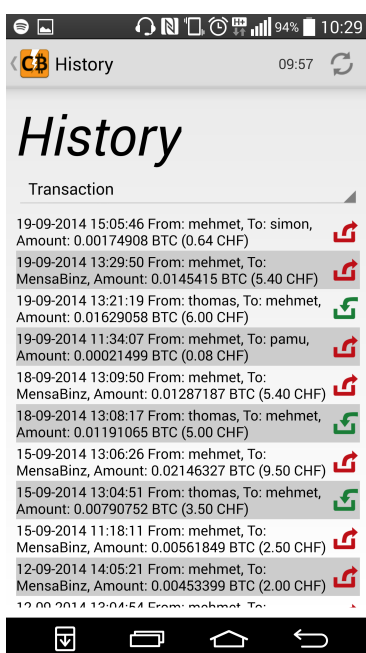 94% 10:29
History 09:57
History
Transaction
19-09-2014 15:05:46 From: mehmet, To: simon,
Amount: 0.00174908 BTC (0.64 CHF)
19-09-2014 13:29:50 From: mehmet, To:
MensaBinz, Amount: 0.0145415 BTC (5.40 CHF)
19-09-2014 13:21:19 From: thomas, To: mehmet,
Amount: 0.01629058 BTC (6.00 CHF)
19-09-2014 11:34:07 From: mehmet, To: pamu,
Amount: 0.00021499 BTC (0.08 CHF)
18-09-2014 13:09:50 From: mehmet, To:
MensaBinz, Amount: 0.01287187 BTC (5.40 CHF)
18-09-2014 13:08:17 From: thomas, To: mehmet,
Amount: 0.01191065 BTC (5.00 CHF)
15-09-2014 13:06:26 From: mehmet, To:
MensaBinz, Amount: 0.02146327 BTC (9.50 CHF)
15-09-2014 13:04:51 From: thomas, To: mehmet,
Amount: 0.00790752 BTC (3.50 CHF)
15-09-2014 11:18:11 From: mehmet, To:
MensaBinz, Amount: 0.00561849 BTC (2.50 CHF)
12-09-2014 14:05:21 From: mehmet, To:
MensaBinz, Amount: 0.00453399 BTC (2.00 CHF)
12-09-2014 13:04:54 From: mehmet, To: